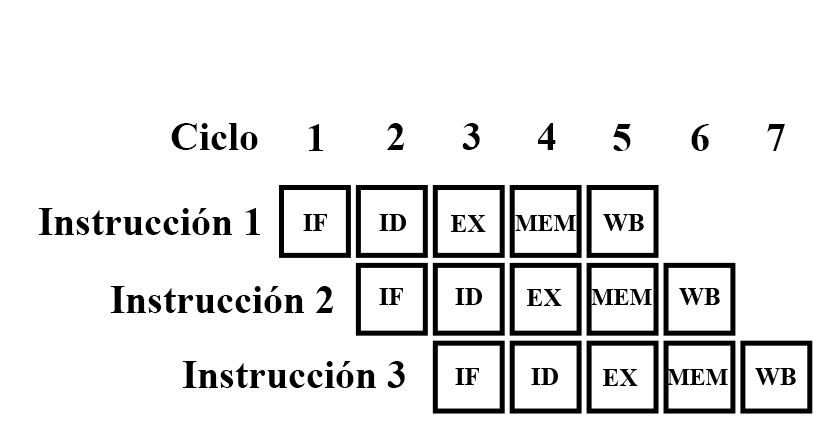 Ciclo 1 2 3 4 5 6 7
Instrucción 1 IF ID EX MEM WB
Instrucción 2 IF ID EX MEM WB
Instrucción 3 IF ID EX MEM WB